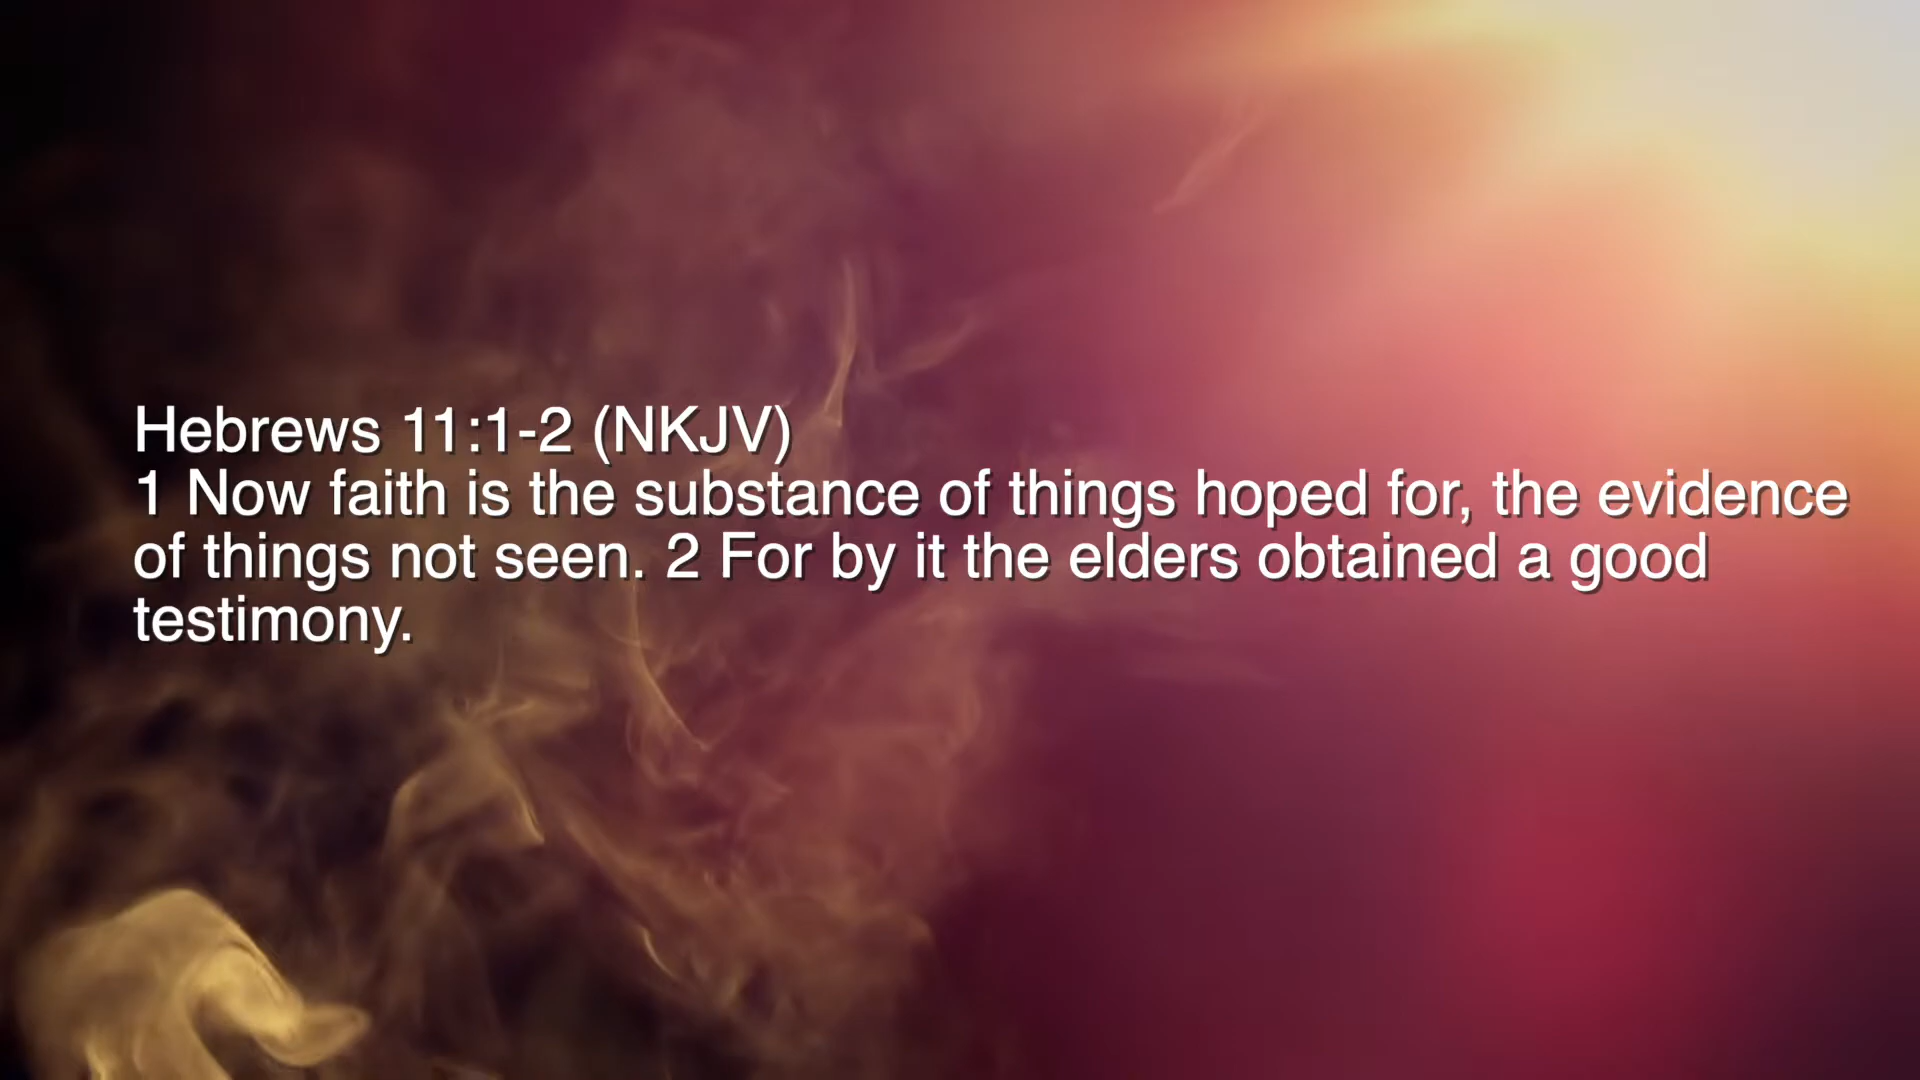 Hebrews 11:1-2 (NKJV)
1 Now faith is the substance of things hoped for, the evidence
of things not seen. 2 For by it the elders obtained a good
testimony.